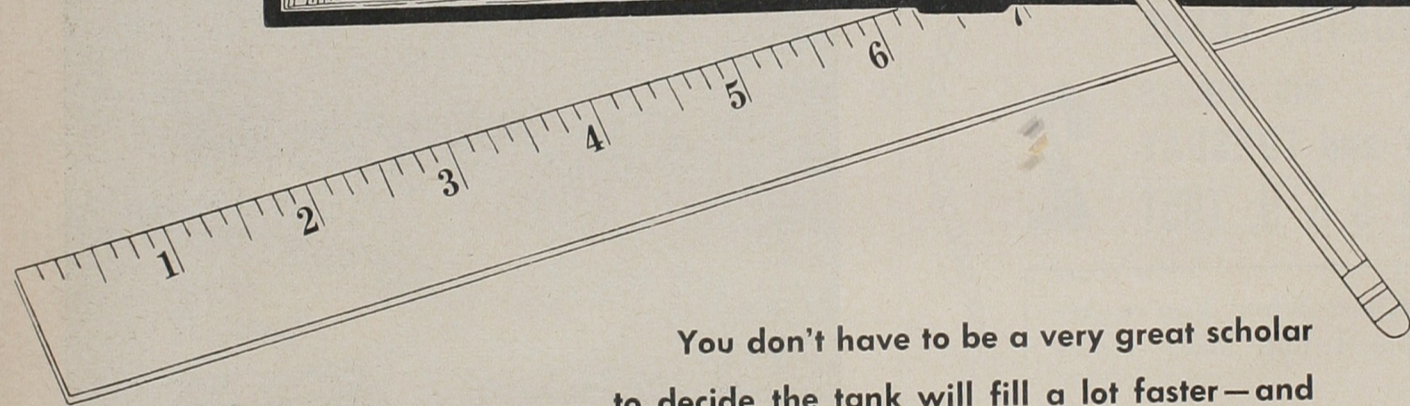 1 2 3 4 5 6 7
You don't have to be a very great scholar
to decide the tank will fill a lot faster—and